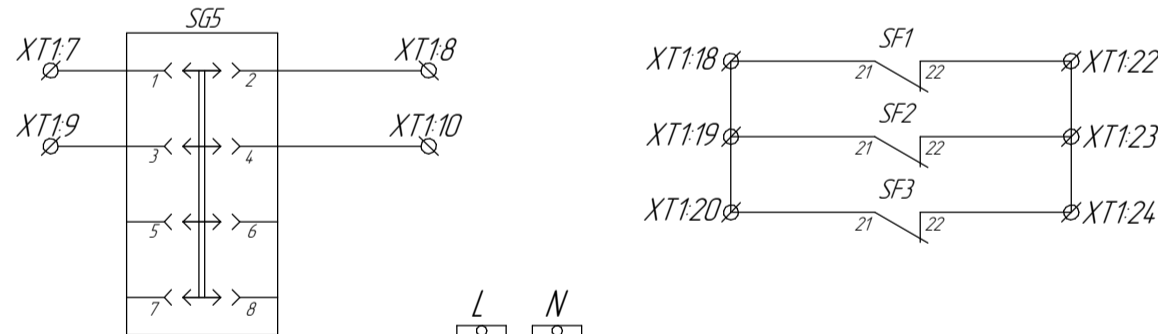 SG5
XT1:7
XT1:8
1
2
XT1:9
XT1:10
3
4
5
6
7
8
L
N
SF1
XT1:18
21
22
XT1:22
SF2
XT1:19
21
22
XT1:23
SF3
XT1:20
21
22
XT1:24